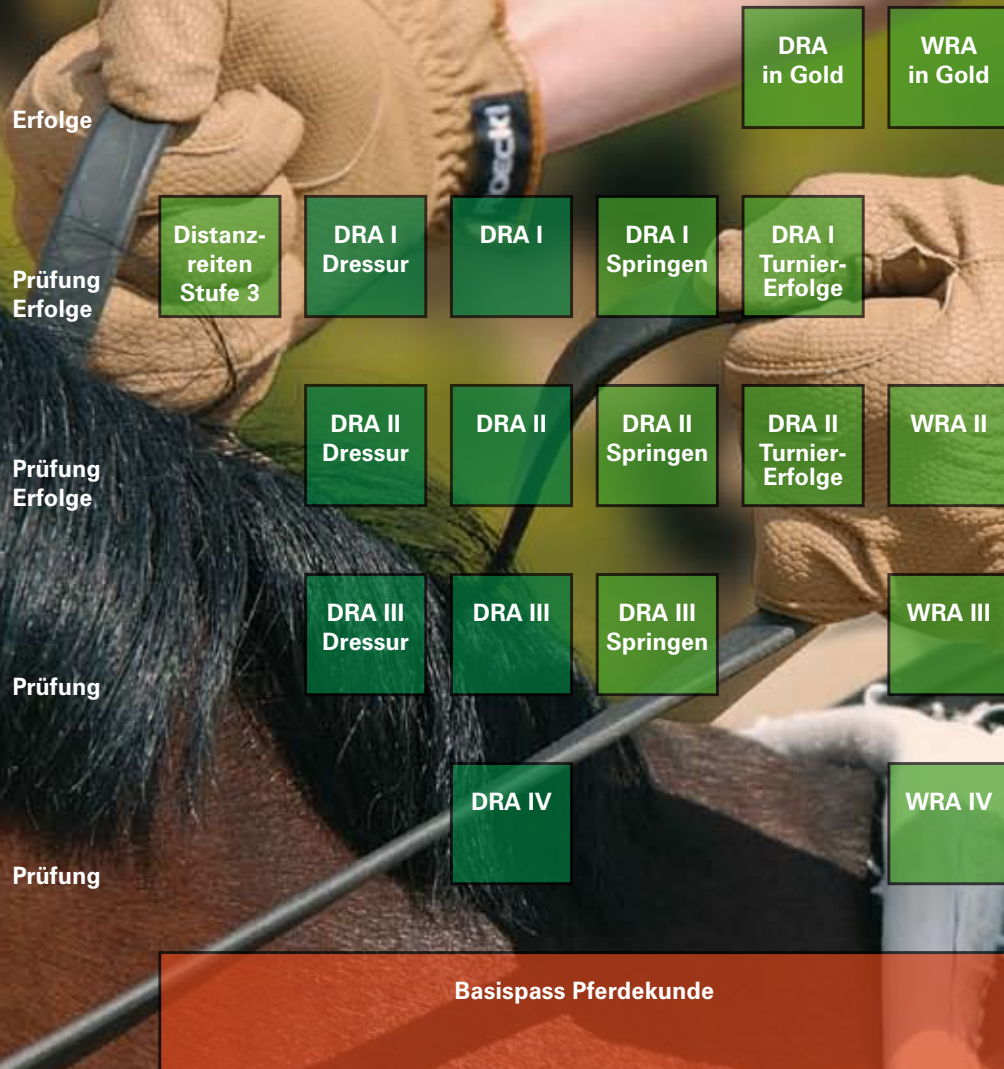 DRA
in Gold
WRA
in Gold
Erfolge
roeckl
Distanz-
reiten
Stufe 3
DRA I
Dressur
DRA I
DRA I
Springen
DRA I
Turnier-
Erfolge
Prüfung
Erfolge
DRA II
Dressur
DRA II
DRA II
Springen
DRA II
Turnier-
Erfolge
WRA II
Prüfung
Erfolge
DRA III
Dressur
DRA III
DRA III
Springen
WRA III
Prüfung
DRA IV
WRA IV
Prüfung
Basispass Pferdekunde